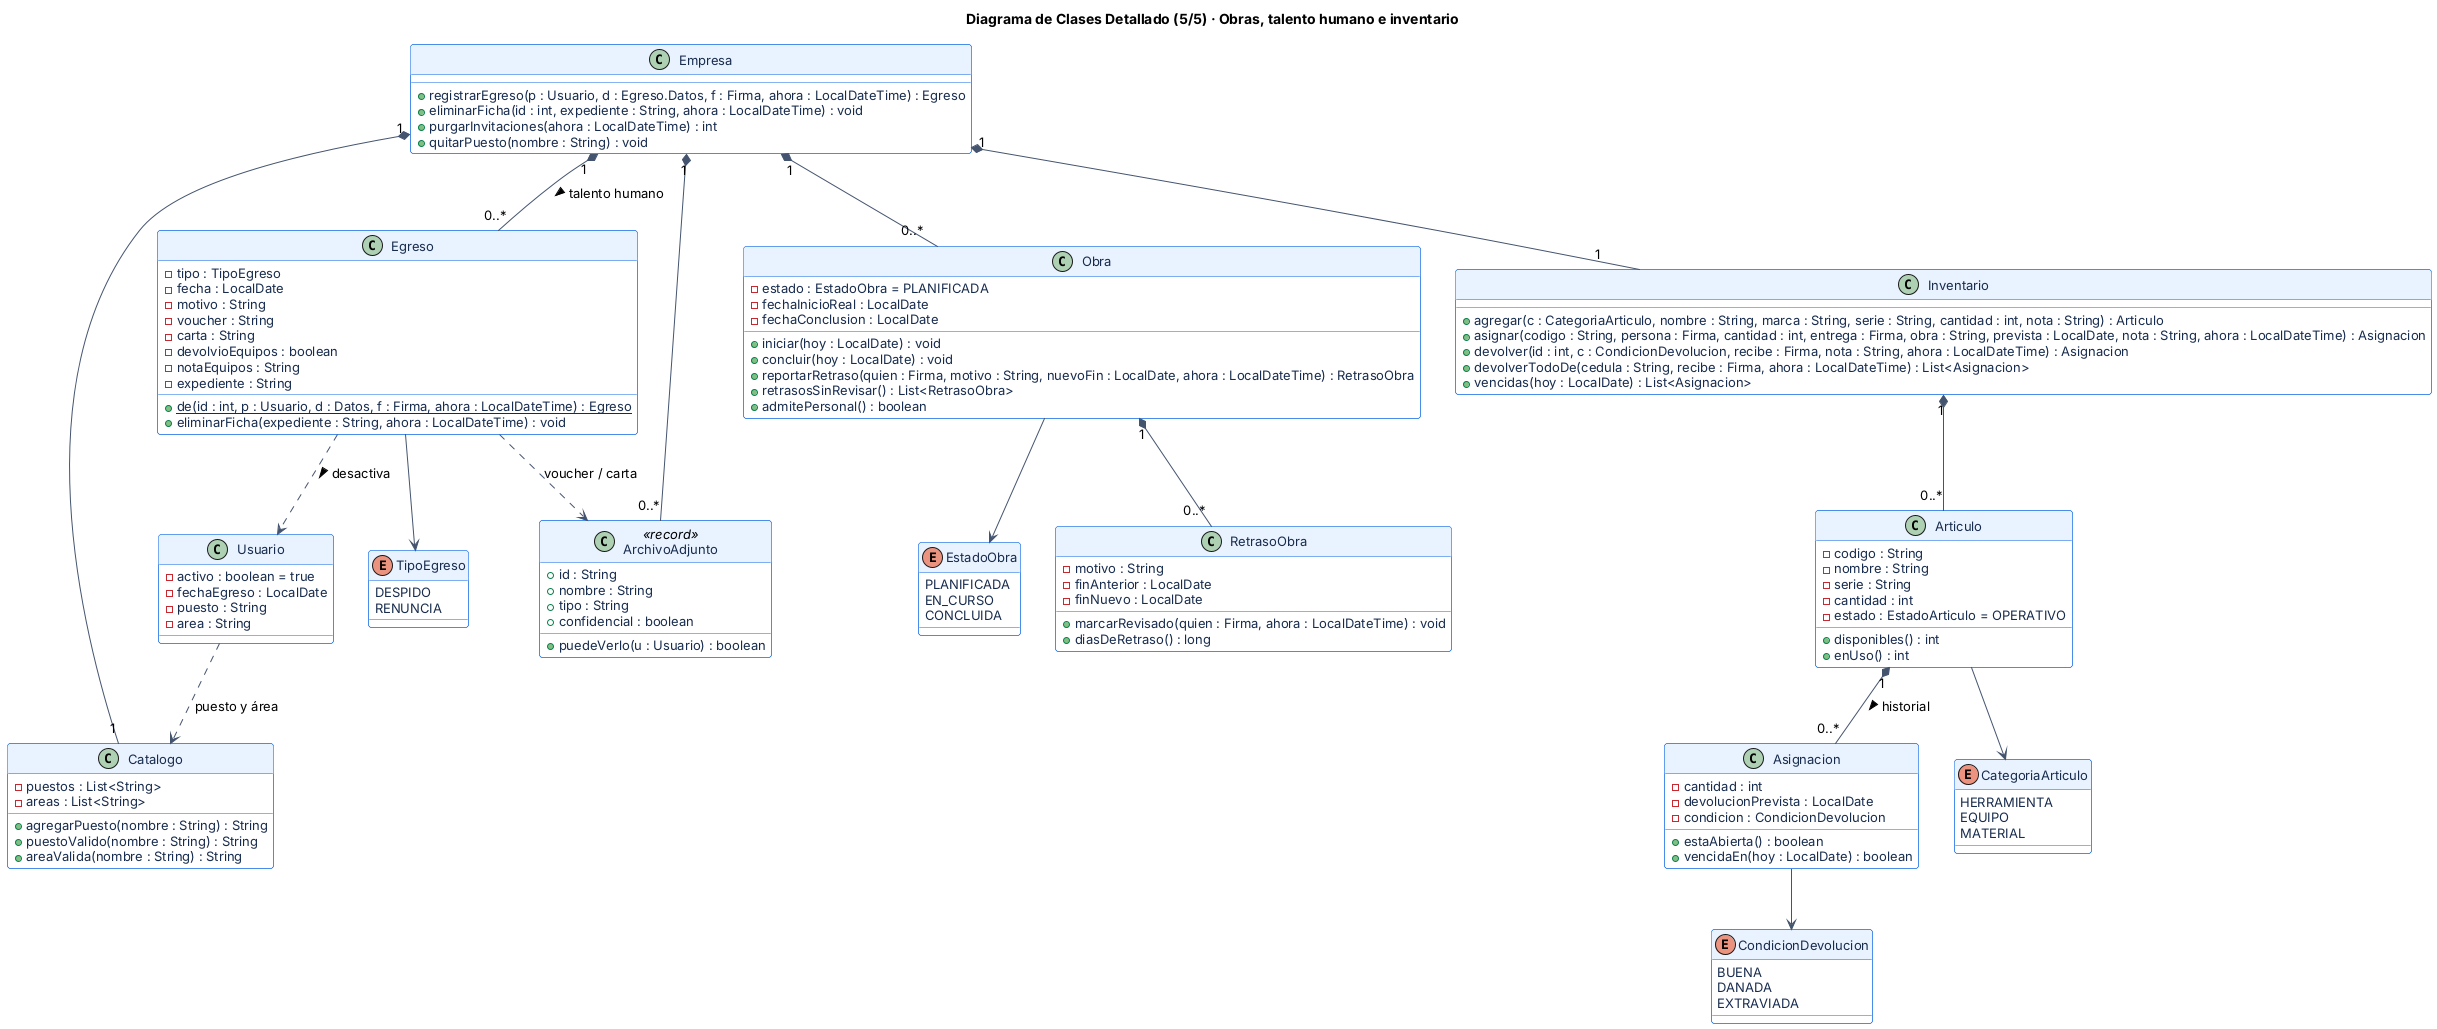 Diagrama de Clases Detallado (5/5) · Obras, talento humano e inventario
C Empresa
registrarEgreso(p : Usuario, d : Egreso.Datos, f : Firma, ahora : LocalDateTime) : Egreso
eliminarFicha(id : int, expediente : String, ahora : LocalDateTime) : void
purgarInvitaciones(ahora : LocalDateTime) : int
quitarPuesto(nombre : String) : void
1
1
1
1
1
talento humano
0..*
0..*
1
C Egreso
tipo : TipoEgreso
fecha : LocalDate
motivo : String
voucher : String
carta : String
devolvioEquipos : boolean
notaEquipos : String
expediente : String
de(id : int, p : Usuario, d : Datos, f : Firma, ahora : LocalDateTime) : Egreso
eliminarFicha(expediente : String, ahora : LocalDateTime) : void
C Obra
estado : EstadoObra = PLANIFICADA
fechaInicioReal : LocalDate
fechaConclusion : LocalDate
iniciar(hoy : LocalDate) : void
concluir(hoy : LocalDate) : void
reportarRetraso(quien : Firma, motivo : String, nuevoFin : LocalDate, ahora : LocalDateTime) : RetrasoObra
retrasosSinRevisar() : List<RetrasoObra>
admitePersonal() : boolean
C Inventario
agregar(c : CategoriaArticulo, nombre : String, marca : String, serie : String, cantidad : int, nota : String) : Articulo
asignar(codigo : String, persona : Firma, cantidad : int, entrega : Firma, obra : String, prevista : LocalDate, nota : String, ahora : LocalDateTime) : Asignacion
devolver(id : int, c : CondicionDevolucion, recibe : Firma, nota : String, ahora : LocalDateTime) : Asignacion
devolverTodoDe(cedula : String, recibe : Firma, ahora : LocalDateTime) : List<Asignacion>
vencidas(hoy : LocalDate) : List<Asignacion>
desactiva
voucher / carta
0..*
1
0..*
1
0..*
C Usuario
activo : boolean = true
fechaEgreso : LocalDate
puesto : String
area : String
E TipoEgreso
DESPIDO
RENUNCIA
«record»
C ArchivoAdjunto
id : String
nombre : String
tipo : String
confidencial : boolean
puedeVerlo(u : Usuario) : boolean
E EstadoObra
PLANIFICADA
EN_CURSO
CONCLUIDA
C RetrasoObra
motivo : String
finAnterior : LocalDate
finNuevo : LocalDate
marcarRevisado(quien : Firma, ahora : LocalDateTime) : void
diasDeRetraso() : long
C Articulo
codigo : String
nombre : String
serie : String
cantidad : int
estado : EstadoArticulo = OPERATIVO
disponibles() : int
enUso() : int
puesto y área
1
1
historial
0..*
C Catalogo
puestos : List<String>
areas : List<String>
agregarPuesto(nombre : String) : String
puestoValido(nombre : String) : String
areaValida(nombre : String) : String
C Asignacion
cantidad : int
devolucionPrevista : LocalDate
condicion : CondicionDevolucion
estaAbierta() : boolean
vencidaEn(hoy : LocalDate) : boolean
E CategoriaArticulo
HERRAMIENTA
EQUIPO
MATERIAL
E CondicionDevolucion
BUENA
DANADA
EXTRAVIADA